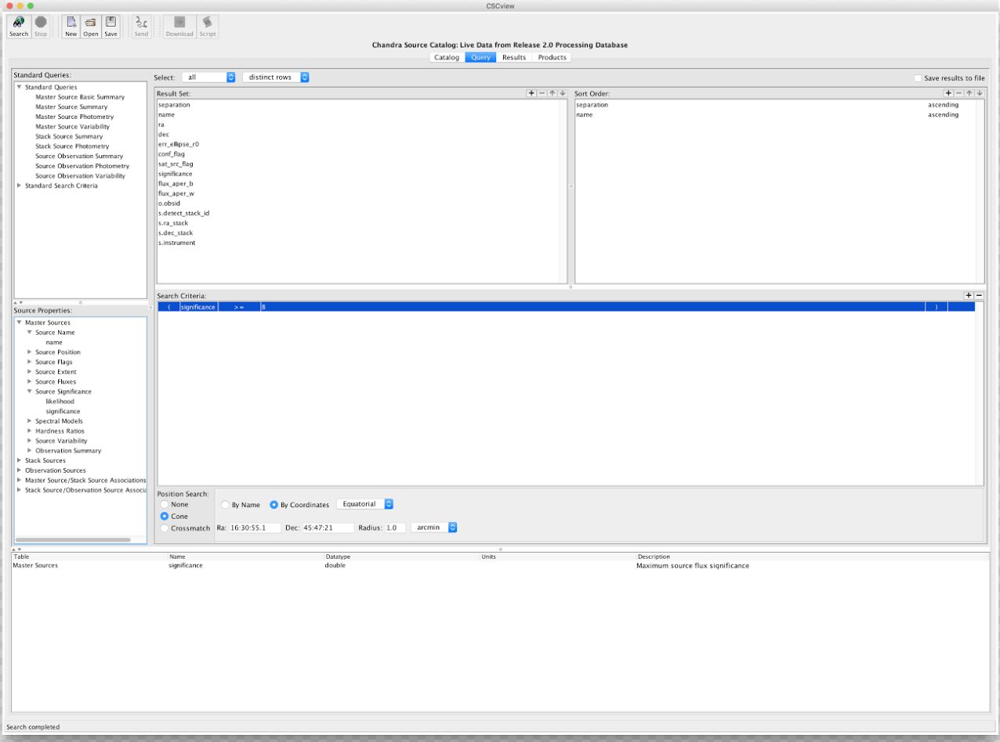 CSCview
Search Stop New Open Save Send Download Script
Chandra Source Catalog: Live Data from Release 2.0 Processing Database
Catalog Query Results Products
Standard Queries:
Standard Queries
Master Source Basic Summary
Master Source Summary
Master Source Photometry
Master Source Variability
Stack Source Summary
Stack Source Photometry
Source Observation Summary
Source Observation Photometry
Source Observation Variability
Standard Search Criteria
Select: all distinct rows Save results to file
Result Set:
separation
name
ra
dec
err_ellipse_r0
conf_flag
sat_src_flag
significance
flux_aper_b
flux_aper_w
o.obsid
s.detect_stack_id
s.ra_stack
s.dec_stack
s.instrument
Sort Order:
separation ascending
name ascending
Source Properties:
Master Sources
Source Name
name
Source Position
Source Flags
Source Extent
Source Fluxes
Source Significance
likelihood
significance
Spectral Models
Hardness Ratios
Source Variability
Observation Summary
Stack Sources
Observation Sources
Master Source/Stack Source Associations
Stack Source/Observation Source Associa
Search Criteria:
( significance >= 8 )
Position Search:
None
Cone
Crossmatch
By Name By Coordinates Equatorial
Ra: 16:30:55.1 Dec: 45:47:21 Radius: 1.0 arcmin
Table Name Datatype Units Description
Master Sources significance double Maximum source flux significance
Search completed